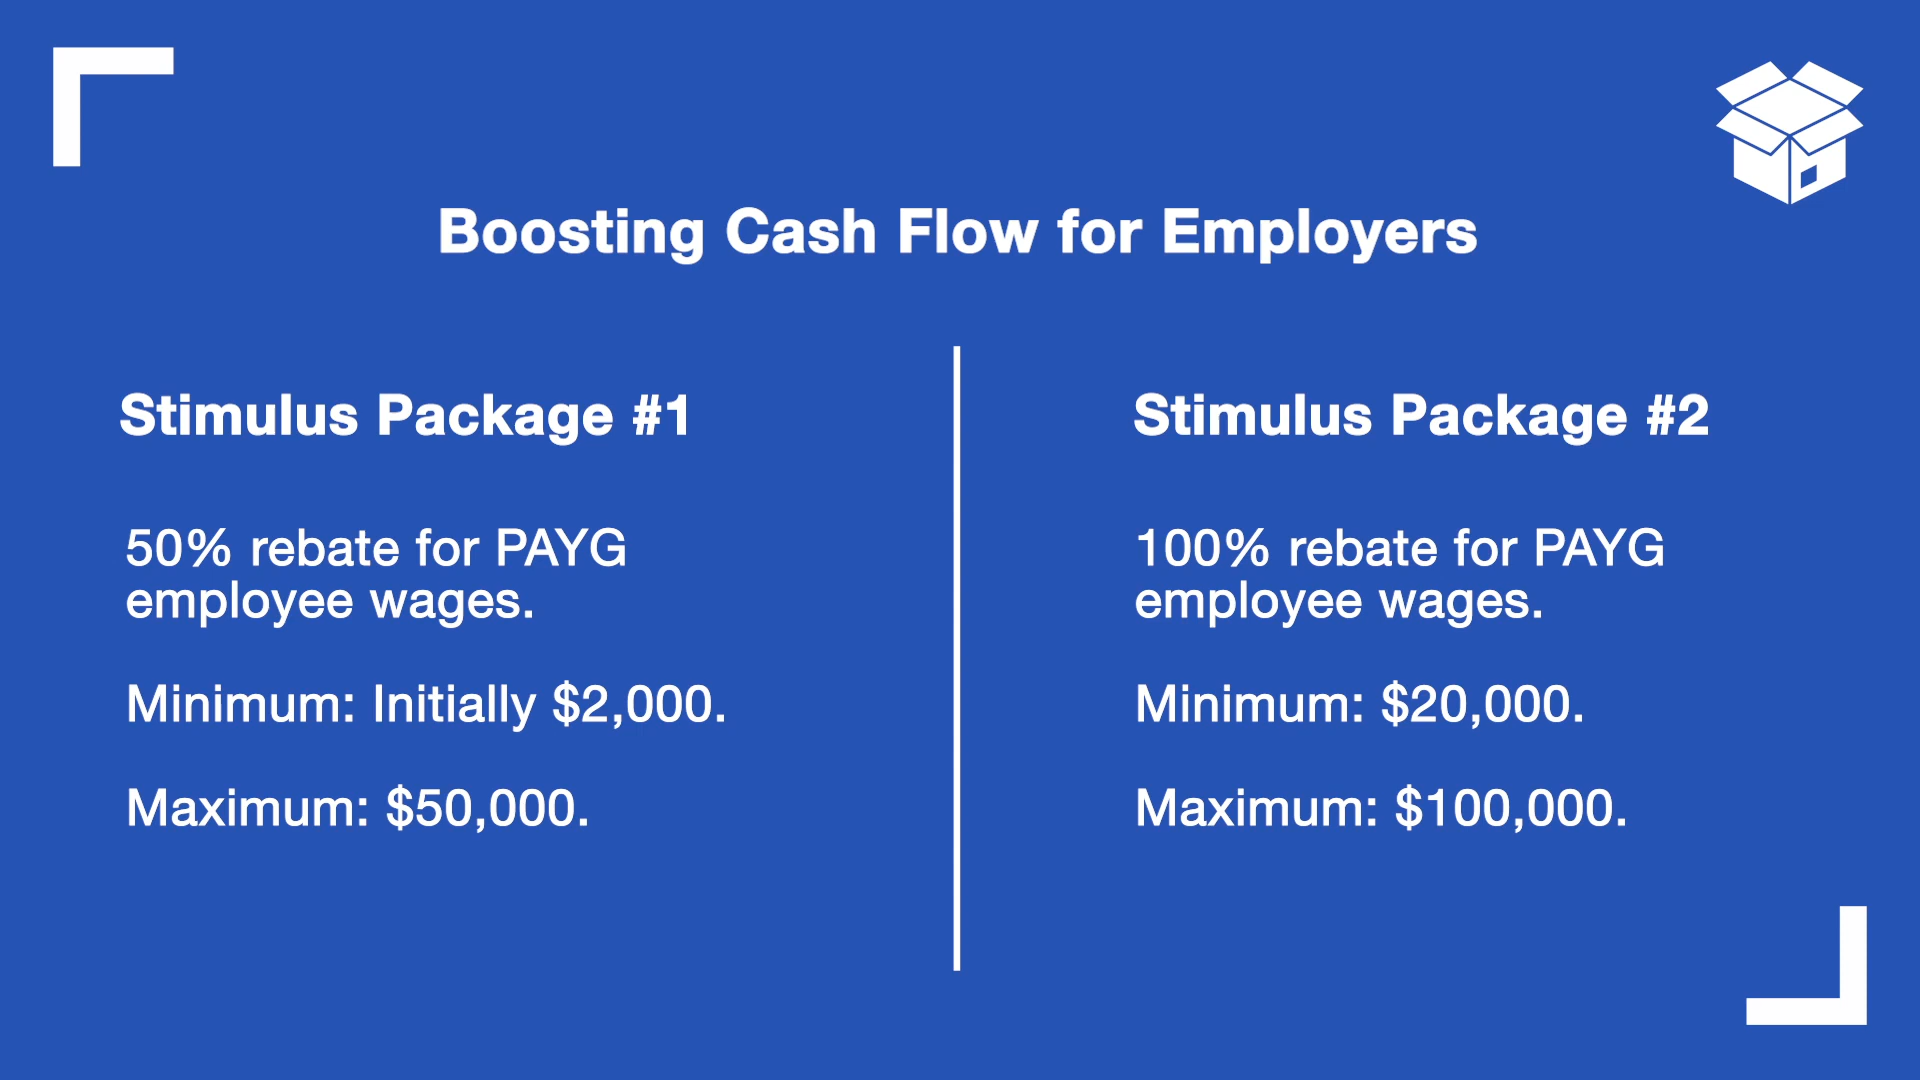 Boosting Cash Flow for Employers
Stimulus Package #1
50% rebate for PAYG
employee wages.
Minimum: Initially $2,000.
Maximum: $50,000.
Stimulus Package #2
100% rebate for PAYG
employee wages.
Minimum: $20,000.
Maximum: $100,000.